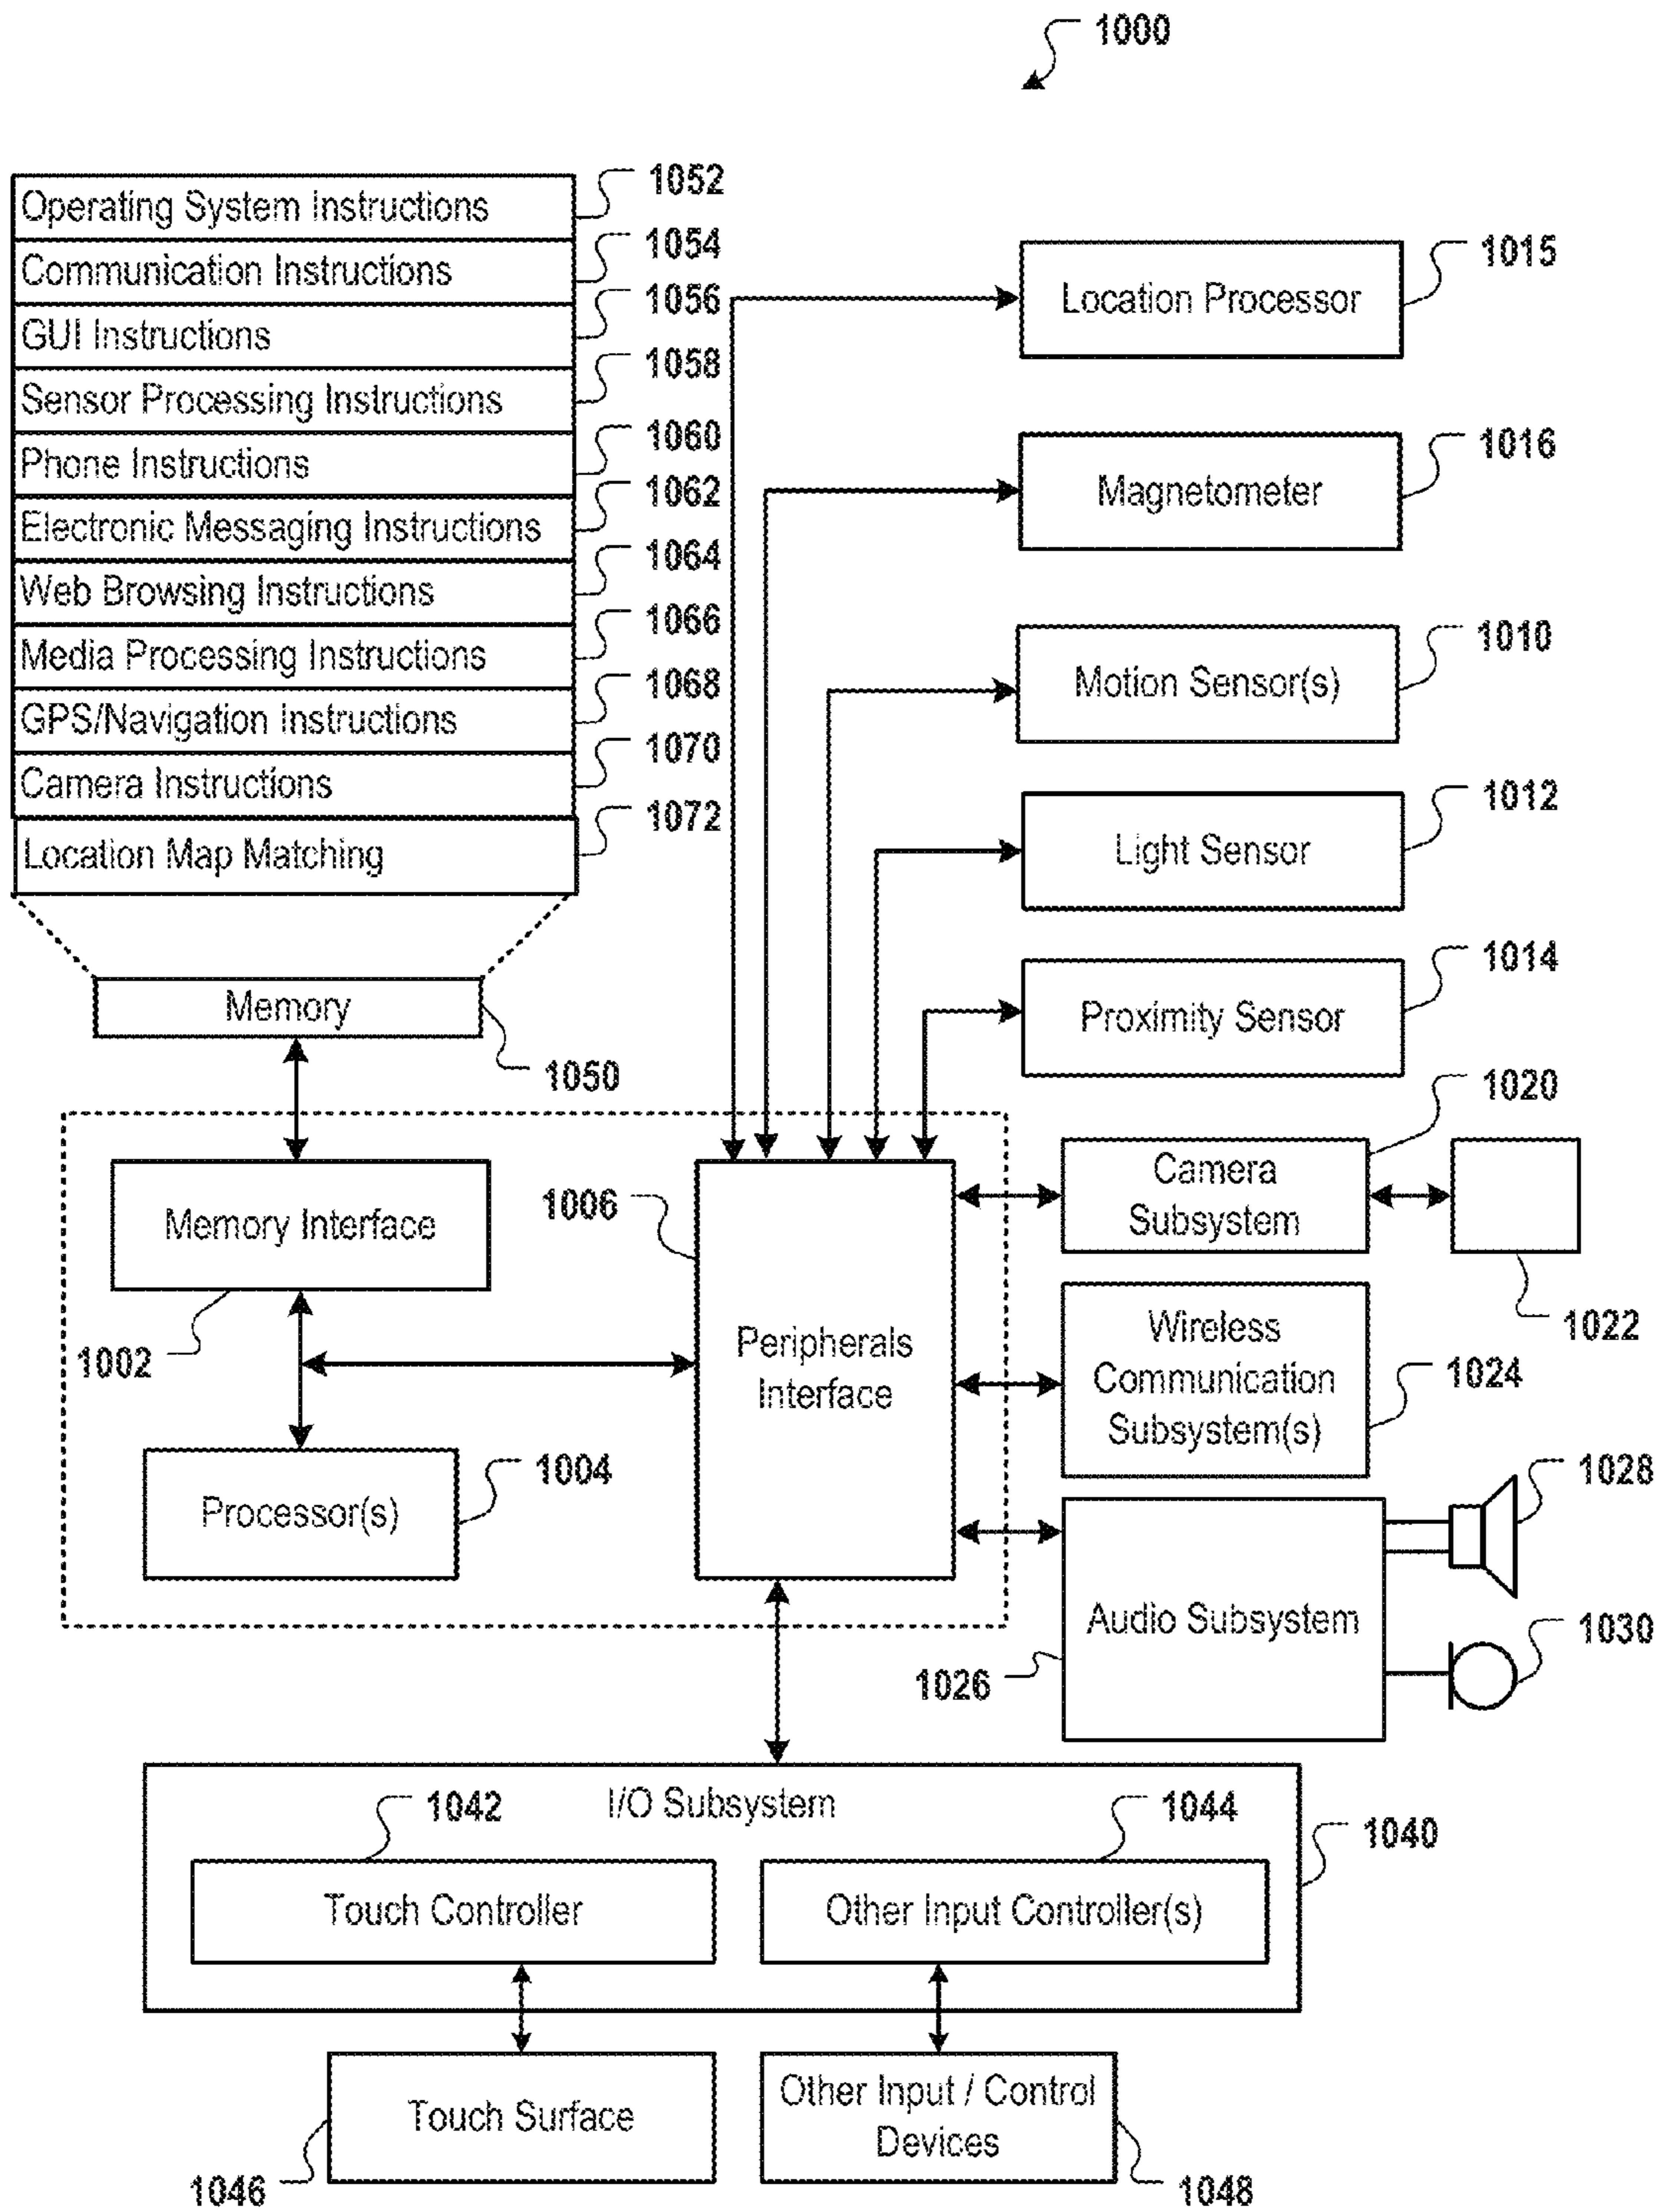 1000
Operating System Instructions
1052
Communication Instructions
1054
GUI Instructions
1056
Sensor Processing Instructions
1058
Phone Instructions
1060
Electronic Messaging Instructions
1062
Web Browsing Instructions
1064
Media Processing Instructions
1066
GPS/Navigation Instructions
1068
Camera Instructions
1070
Location Map Matching
1072
Memory
1050
Location Processor
1015
Magnetometer
1016
Motion Sensor(s)
1010
Light Sensor
1012
Proximity Sensor
1014
Memory Interface
1002
Processor(s)
1004
1006
Peripherals
Interface
Camera
Subsystem
1020
1022
Wireless
Communication
Subsystem(s)
1024
Audio Subsystem
1026
1028
1030
I/O Subsystem
1040
1042
Touch Controller
1044
Other Input Controller(s)
Touch Surface
1046
Other Input / Control
Devices
1048